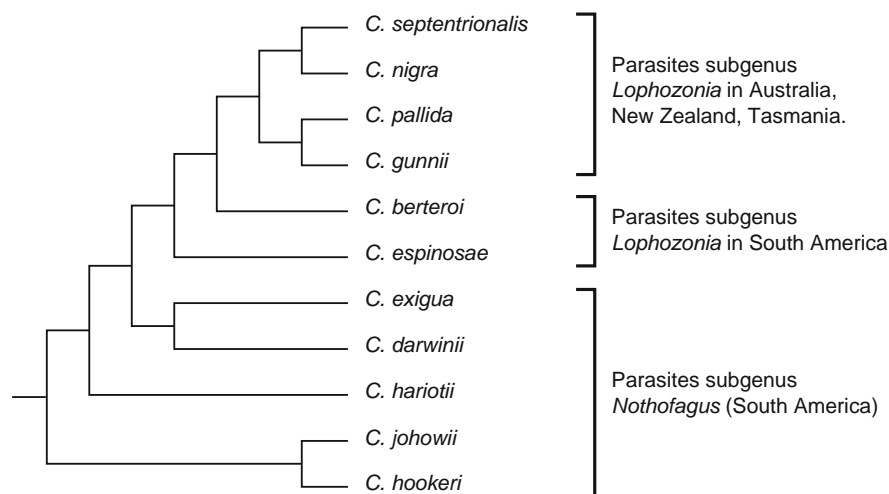 C. septentrionalis
C. nigra
C. pallida
C. gunnii
Parasites subgenus
Lophozonia in Australia,
New Zealand, Tasmania.
C. berteroi
C. espinosae
Parasites subgenus
Lophozonia in South America
C. exigua
C. darwinii
C. hariotii
C. johowii
C. hookeri
Parasites subgenus
Nothofagus (South America)